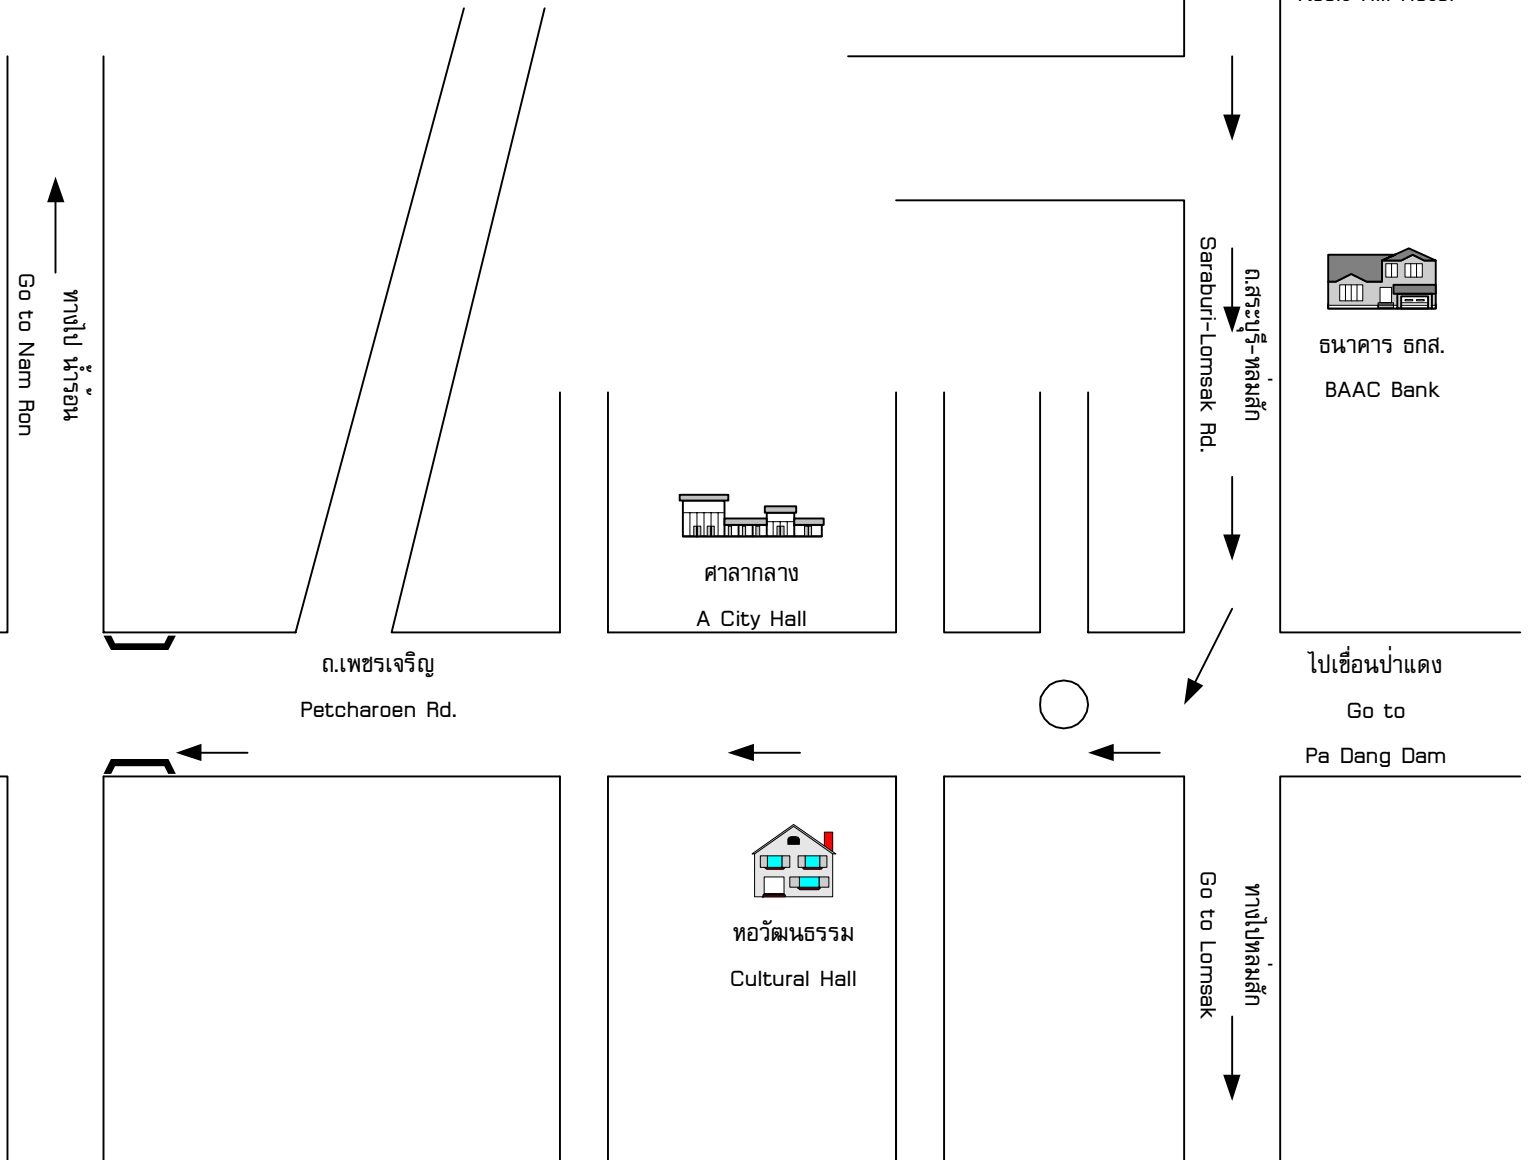 Go to Nam Ron
ทางไป น้ำร้อน
Saraburi-Lomsak Rd.
ถ.สระบุรี-หล่มสัก
ธนาคาร ธกส.
BAAC Bank
ศาลากลาง
A City Hall
ถ.เพชรเจริญ
Petcharoen Rd.
ไปเขื่อนป่าแดง
Go to
Pa Dang Dam
หอวัฒนธรรม
Cultural Hall
Go to Lomsak
ทางไปหล่มสัก